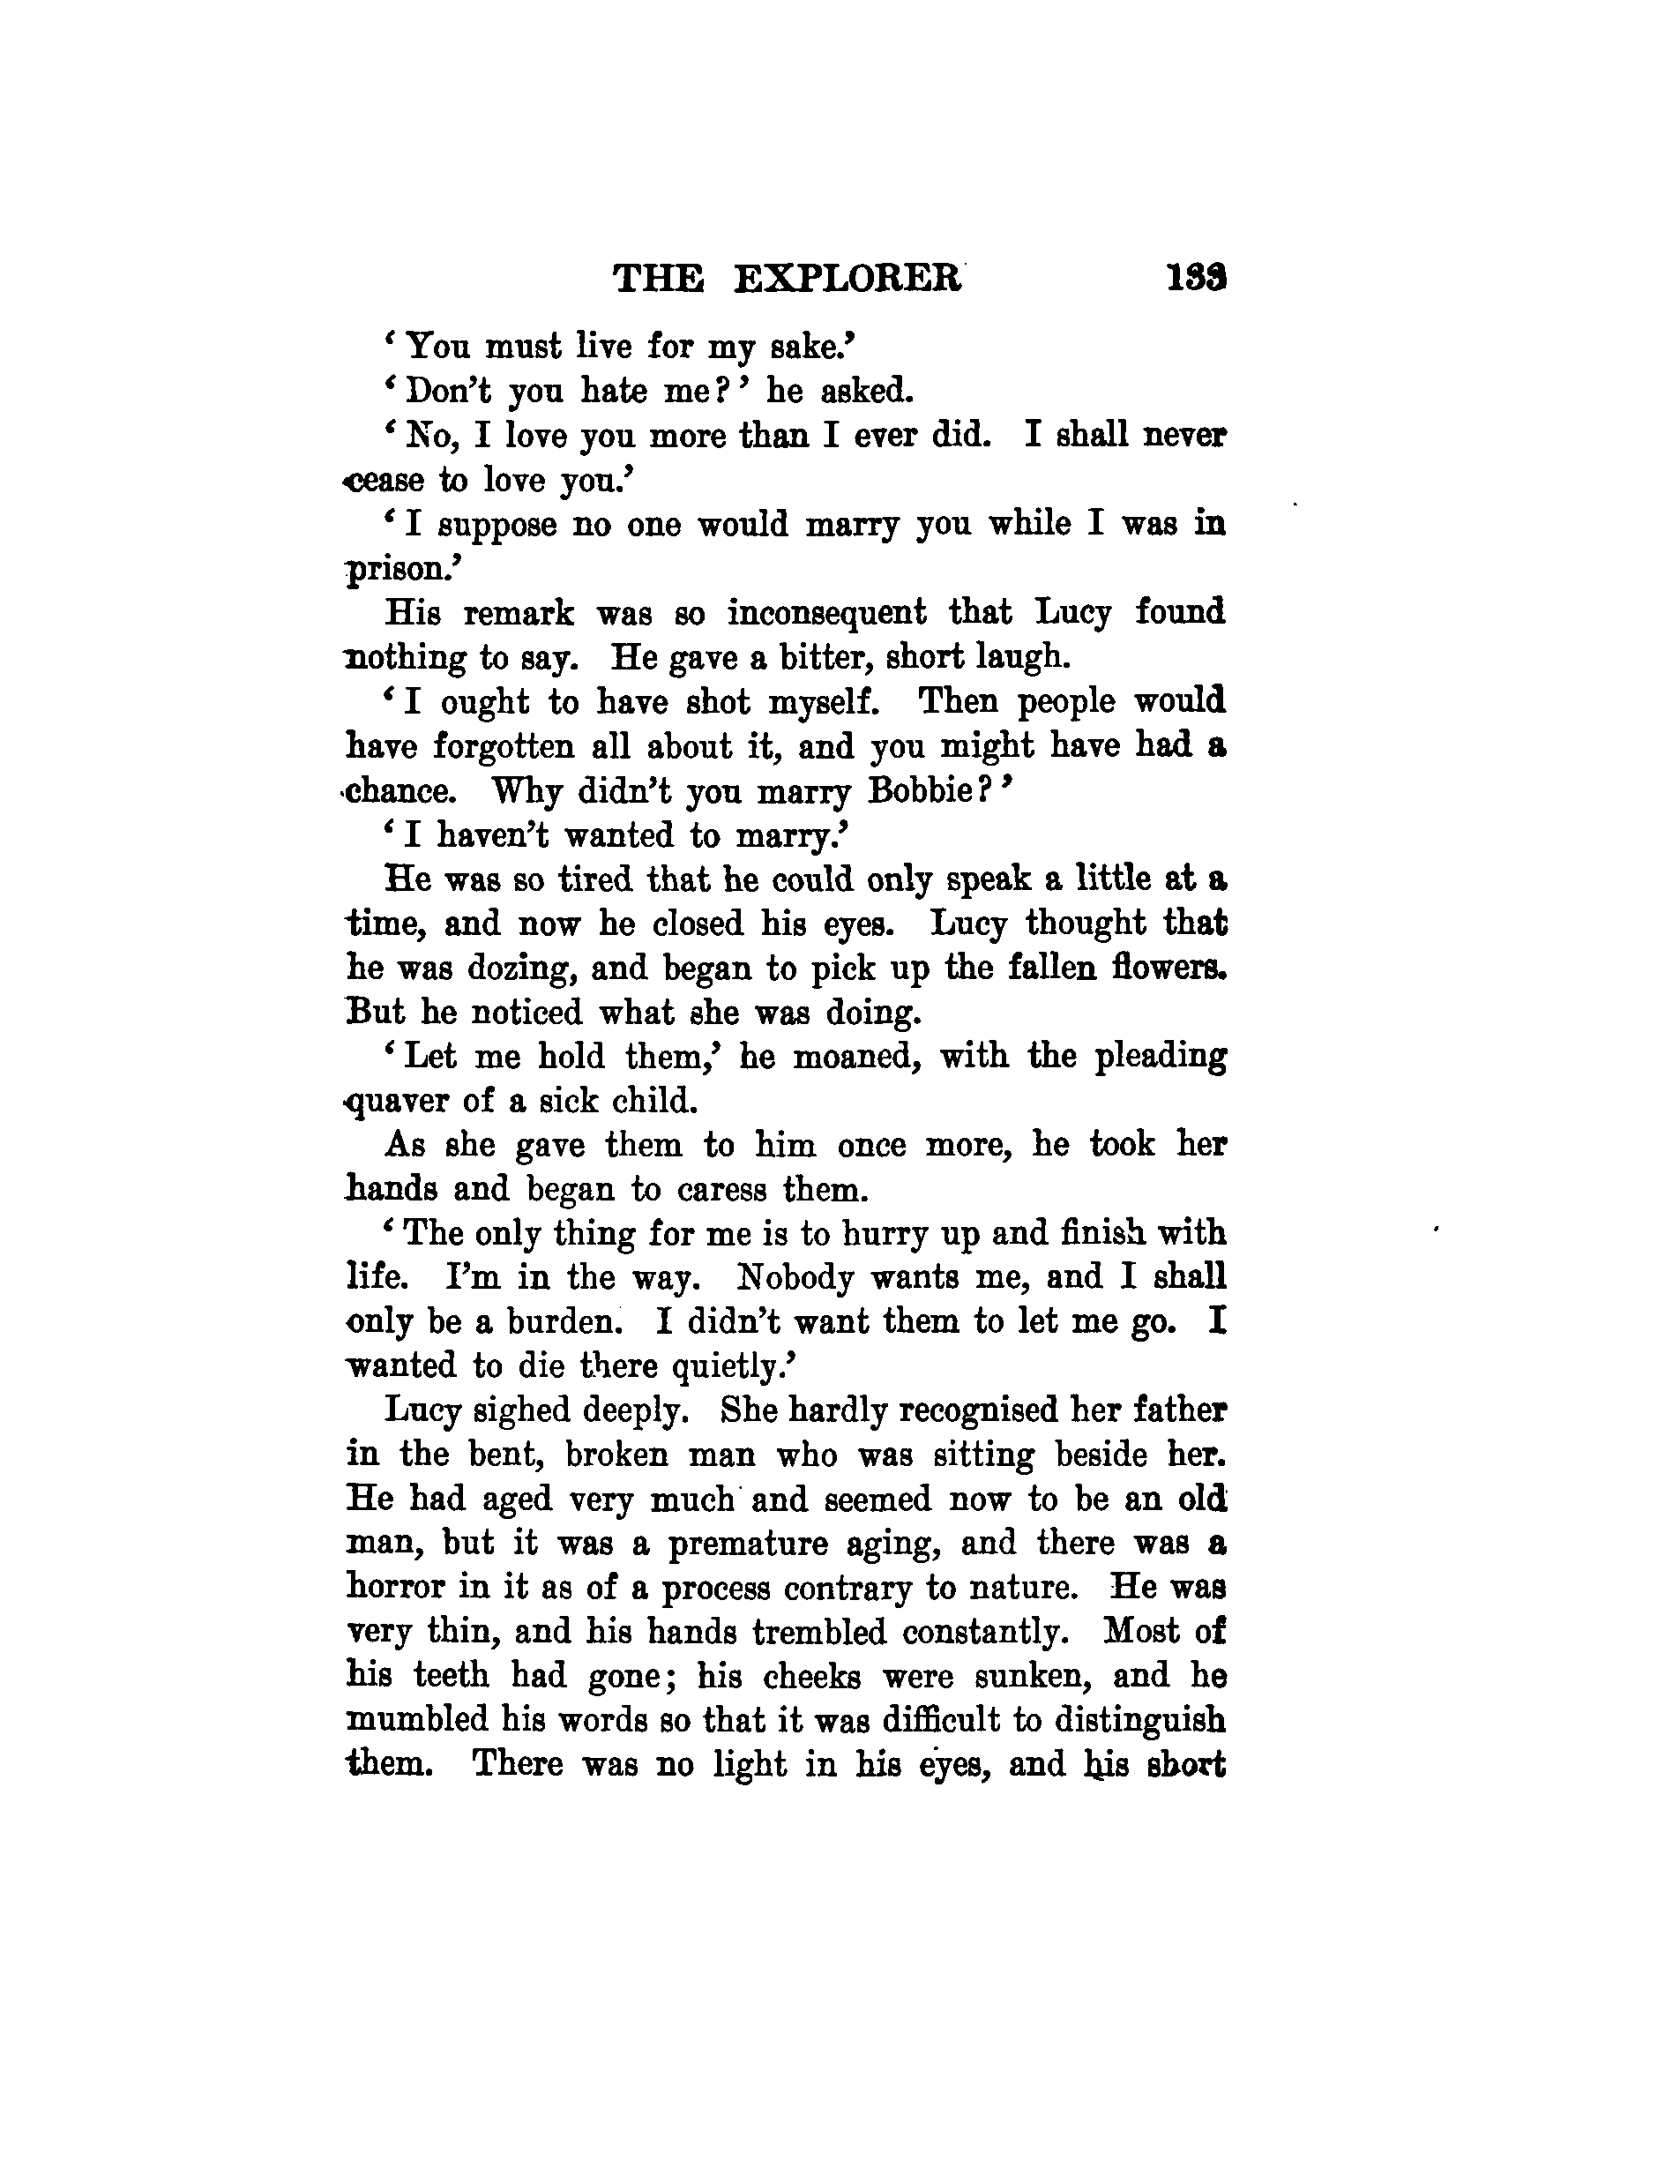 THE EXPLORER 133
‘You must live for my sake.’
‘Don’t you hate me?’ he asked.
‘No, I love you more than I ever did. I shall never
cease to love you.’
‘I suppose no one would marry you while I was in
prison.’
His remark was so inconsequent that Lucy found
nothing to say. He gave a bitter, short laugh.
‘I ought to have shot myself. Then people would
have forgotten all about it, and you might have had a
chance. Why didn’t you marry Bobbie?’
‘I haven’t wanted to marry.’
He was so tired that he could only speak a little at a
time, and now he closed his eyes. Lucy thought that
he was dozing, and began to pick up the fallen flowers.
But he noticed what she was doing.
‘Let me hold them,’ he moaned, with the pleading
quaver of a sick child.
As she gave them to him once more, he took her
hands and began to caress them.
‘The only thing for me is to hurry up and finish with
life. I’m in the way. Nobody wants me, and I shall
only be a burden. I didn’t want them to let me go. I
wanted to die there quietly.’
Lucy sighed deeply. She hardly recognised her father
in the bent, broken man who was sitting beside her.
He had aged very much and seemed now to be an old
man, but it was a premature aging, and there was a
horror in it as of a process contrary to nature. He was
very thin, and his hands trembled constantly. Most of
his teeth had gone; his cheeks were sunken, and he
mumbled his words so that it was difficult to distinguish
them. There was no light in his eyes, and his short